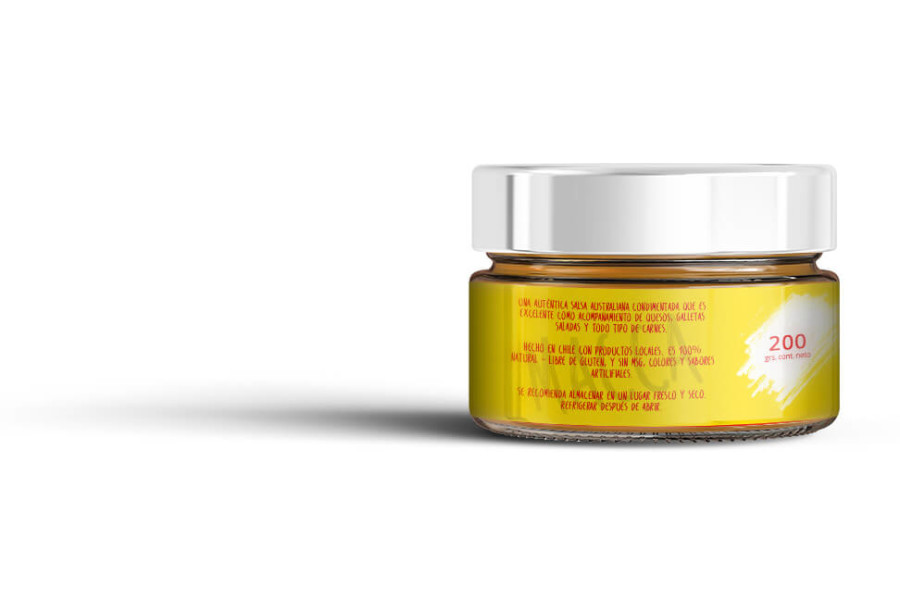 UNA AUTÉNTICA SALSA AUSTRALIANA CONDIMENTADA QUE ES
EXCELENTE COMO ACOMPAÑAMIENTO DE QUESOS, GALLETAS
SALADAS Y TODO TIPO DE CARNES.
HECHO EN CHILE CON PRODUCTOS LOCALES. ES 100%
NATURAL - LIBRE DE GLUTEN, Y SIN MSG, COLORES Y SABORES
ARTILIFIALES.
SE RECOMIENDA ALMACENAR EN UN LUGAR FRESCO Y SECO.
REFRIGERAR DESPUÉS DE ABRIR.
200
grs. cont. neto